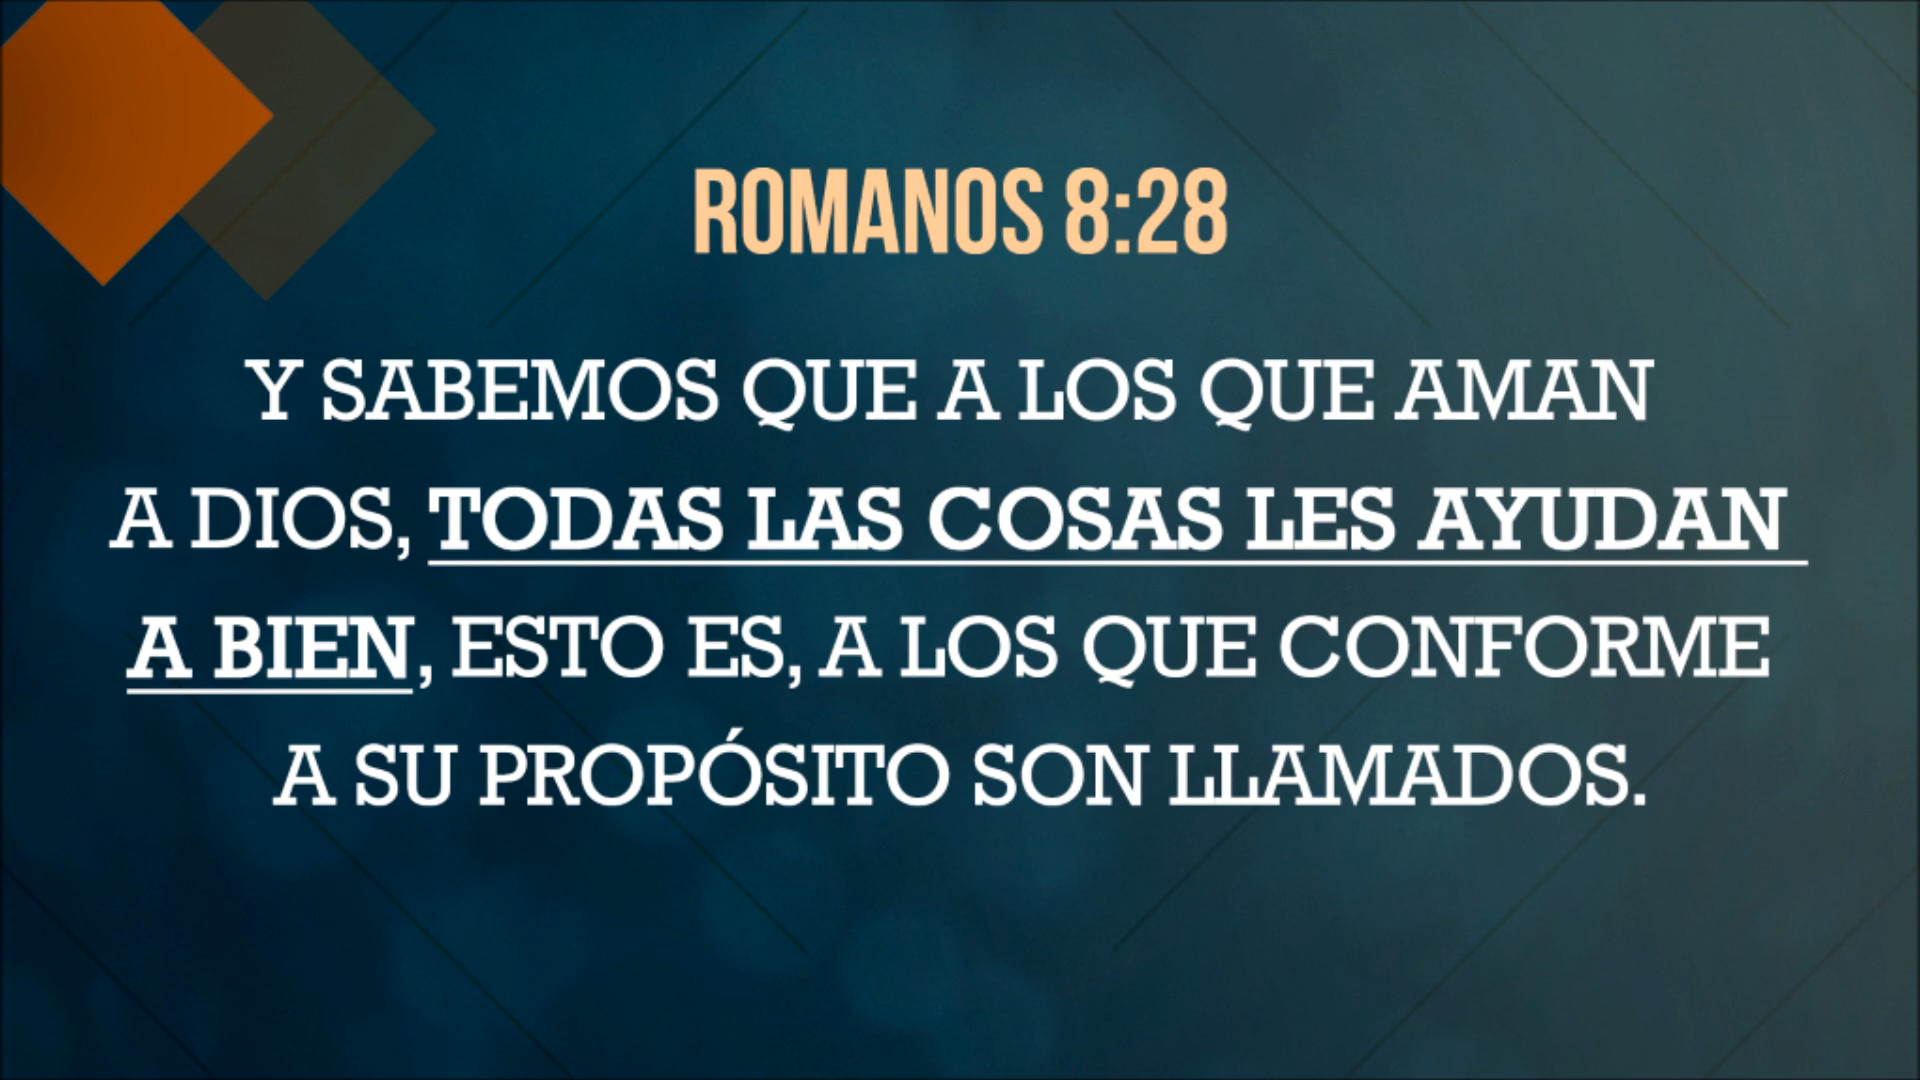 ROMANOS 8:28
Y SABEMOS QUE A LOS QUE AMAN
A DIOS, TODAS LAS COSAS LES AYUDAN
A BIEN, ESTO ES, A LOS QUE CONFORME
A SU PROPÓSITO SON LLAMADOS.